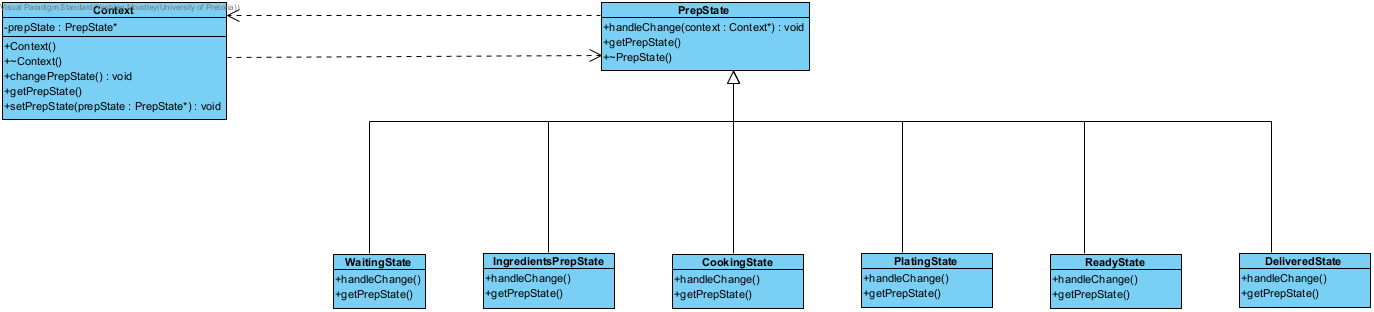 Visual Paradigm Standard
Moodley(University of Pretoria))
Context
-prepState : PrepState*
+Context()
+~Context()
+changePrepState() : void
+getPrepState()
+setPrepState(prepState : PrepState*) : void
PrepState
+handleChange(context : Context*) : void
+getPrepState()
+~PrepState()
WaitingState
+handleChange()
+getPrepState()
IngredientsPrepState
+handleChange()
+getPrepState()
CookingState
+handleChange()
+getPrepState()
PlatingState
+handleChange()
+getPrepState()
ReadyState
+handleChange()
+getPrepState()
DeliveredState
+handleChange()
+getPrepState()